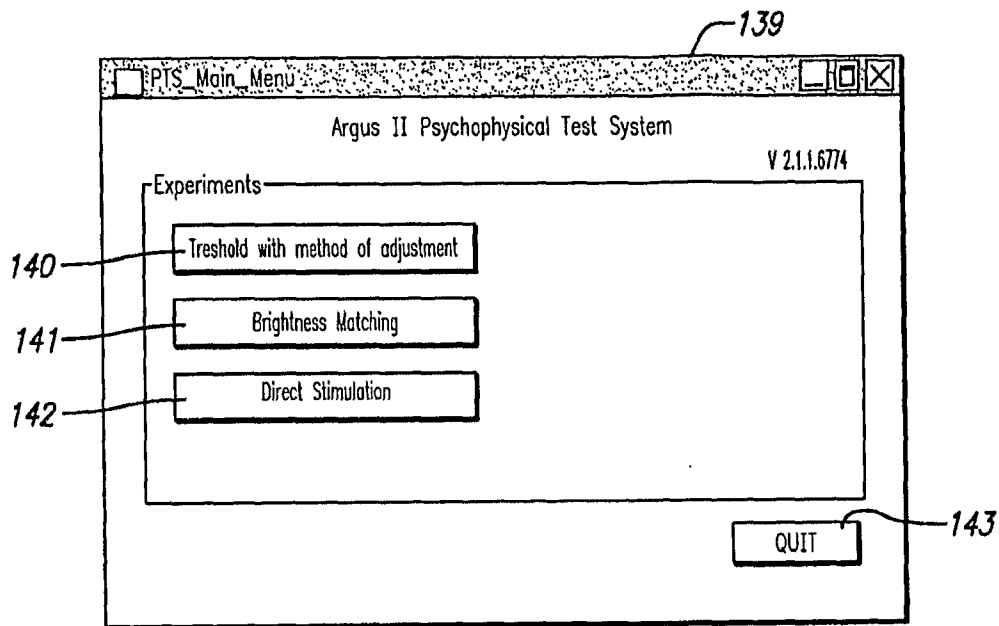 139
PTS_Main_Menu
Argus II Psychophysical Test System
V 2.1.1.6774
Experiments
140
Treshold with method of adjustment
141
Brightness Matching
142
Direct Stimulation
143
QUIT